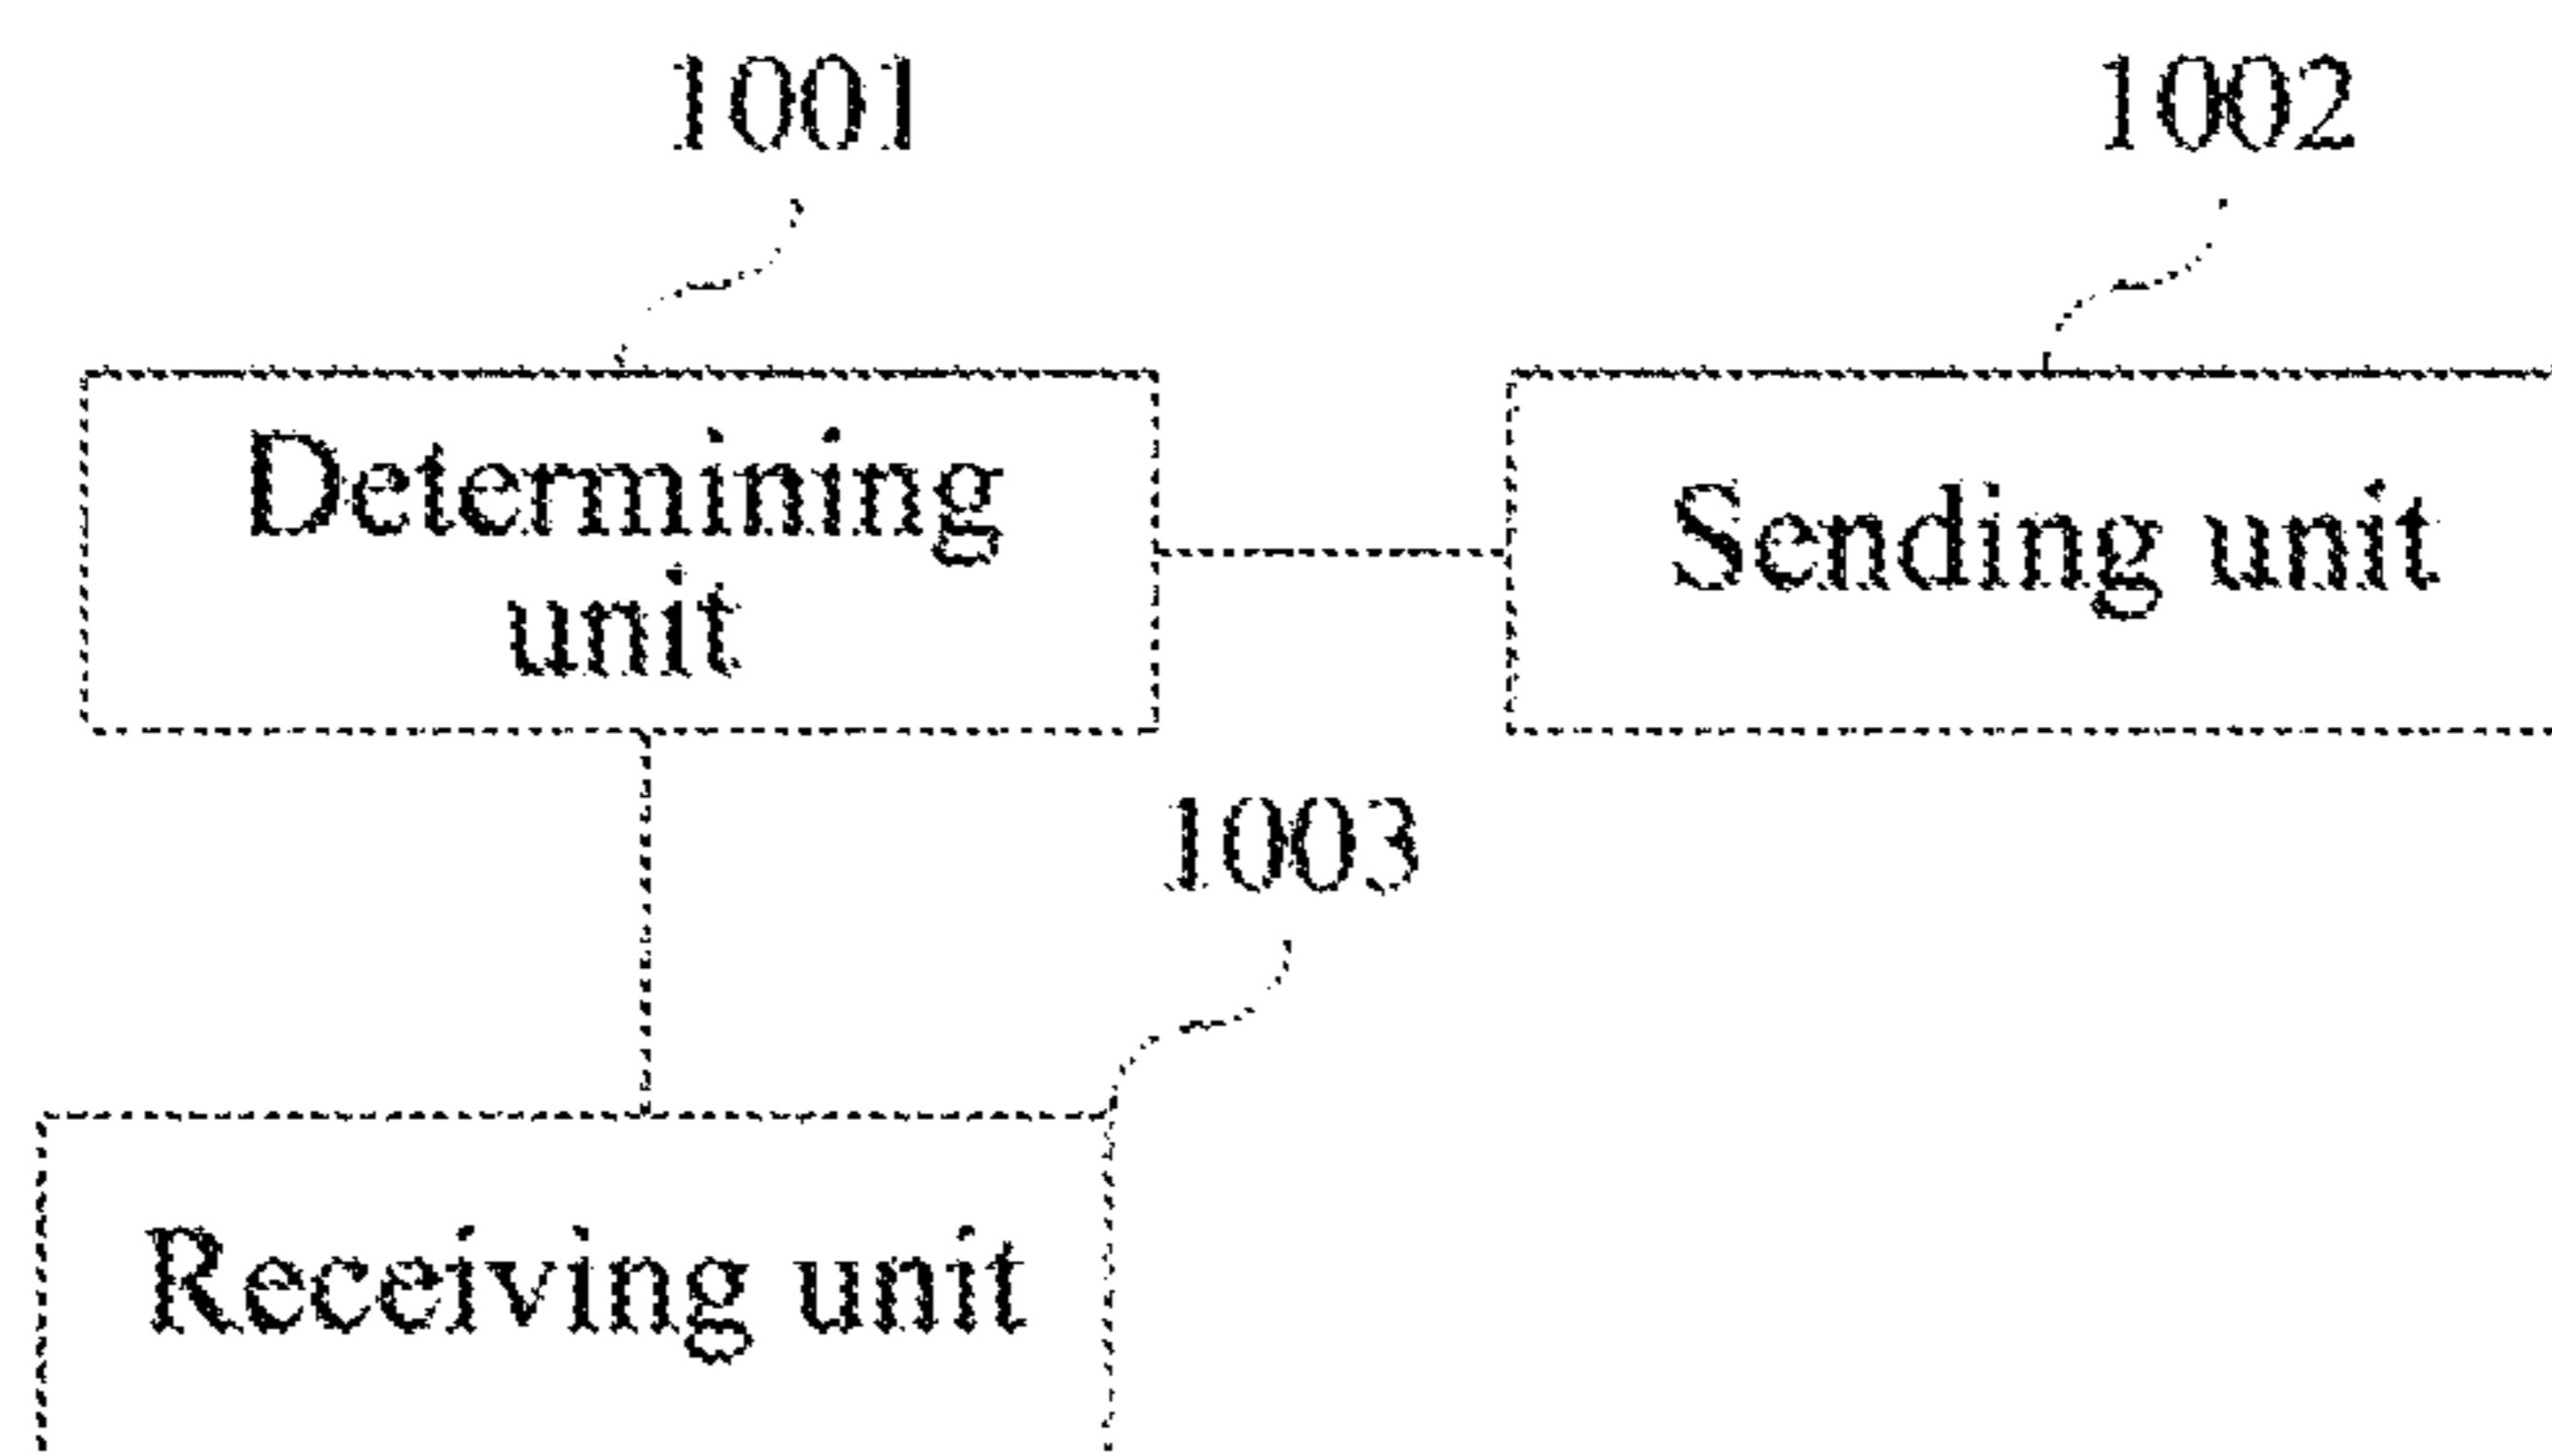 1001
1002
Determining
unit
Sending unit
1003
Receiving unit